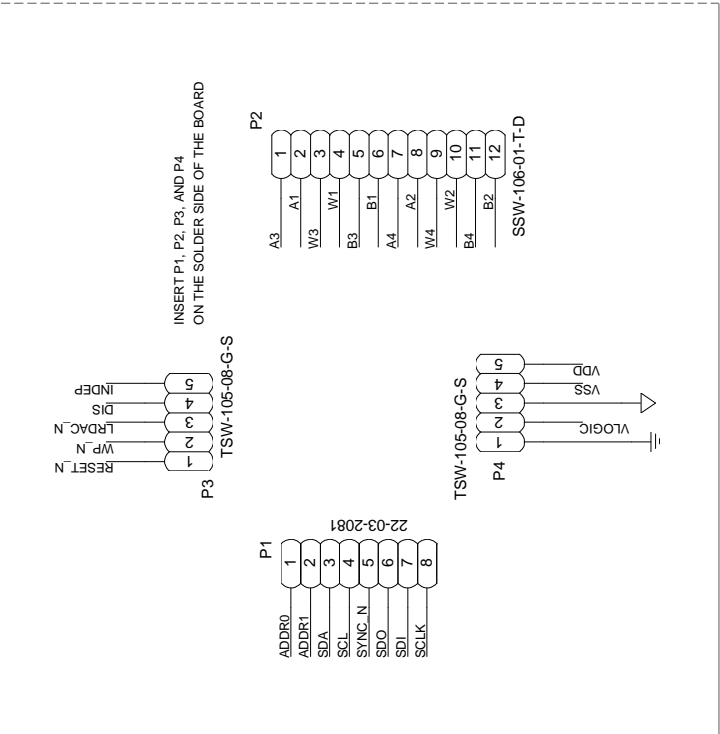 INSERT P1, P2, P3, AND P4
ON THE SOLDER SIDE OF THE BOARD
P2
1
2
3
4
5
6
7
8
9
10
11
12
A3
A1
W3
W1
B3
B1
A4
A2
W4
W2
B4
B2
SSW-106-01-T-D
INDEP
DIS
LRDAC_N
WP_N
RESET_N
5
4
3
2
1
TSW-105-08-G-S
P3
TSW-105-08-G-S
P4
5
4
3
2
1
VDD
VSS
VLOGIC
22-03-2081
P1
1
2
3
4
5
6
7
8
ADDR0
ADDR1
SDA
SCL
SYNC_N
SDO
SDI
SCLK